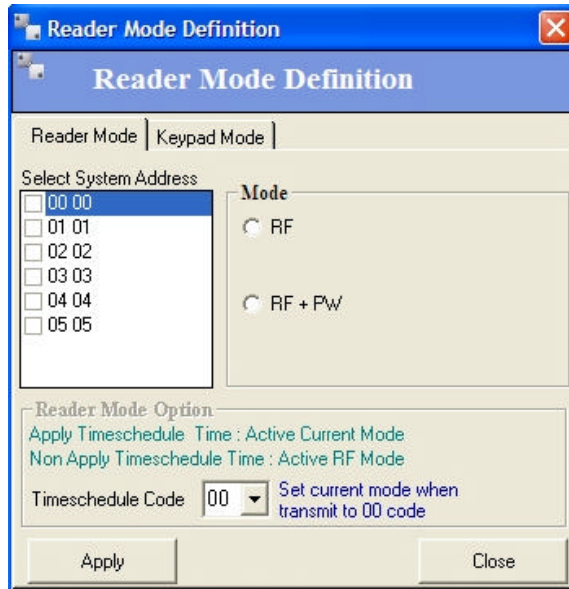 Reader Mode Definition
Reader Mode Definition
Reader Mode
Keypad Mode
Select System Address
00 00
01 01
02 02
03 03
04 04
05 05
Mode
RF
RF + PW
Reader Mode Option
Apply Timeschedule Time : Active Current Mode
Non Apply Timeschedule Time : Active RF Mode
Timeschedule Code
00
Set current mode when
transmit to 00 code
Apply
Close